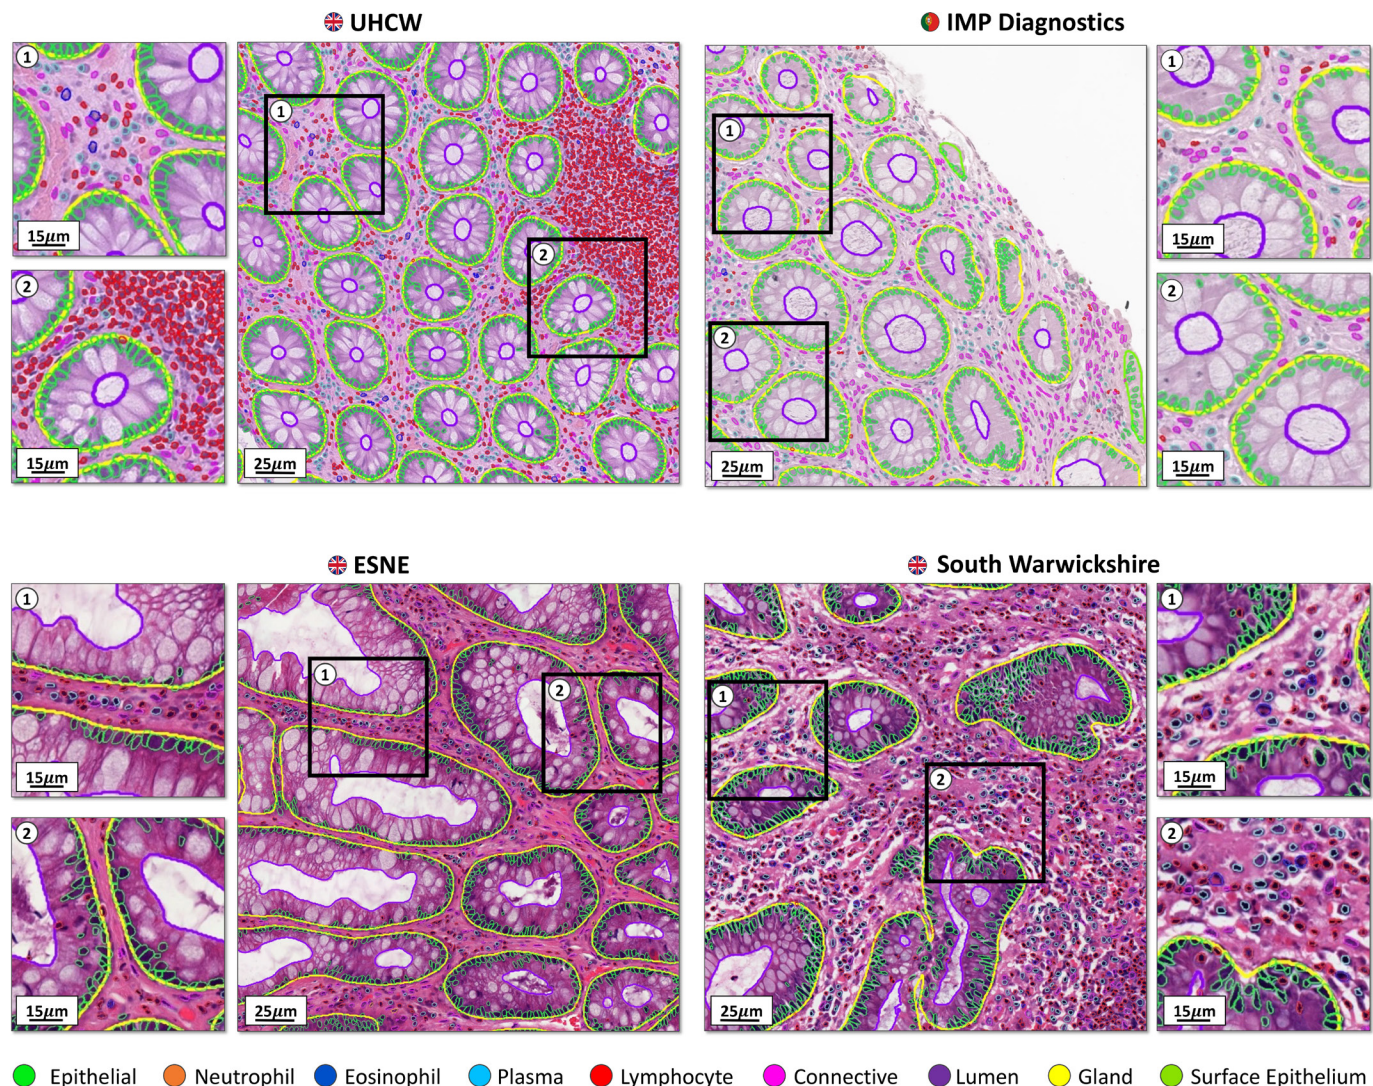 UHCW
IMP Diagnostics
1
15μm
2
15μm
1
2
25μm
1
2
25μm
1
15μm
2
15μm
ESNE
South Warwickshire
1
15μm
2
15μm
1
2
25μm
1
2
25μm
1
15μm
2
15μm
Epithelial Neutrophil Eosinophil Plasma Lymphocyte Connective Lumen Gland Surface Epithelium